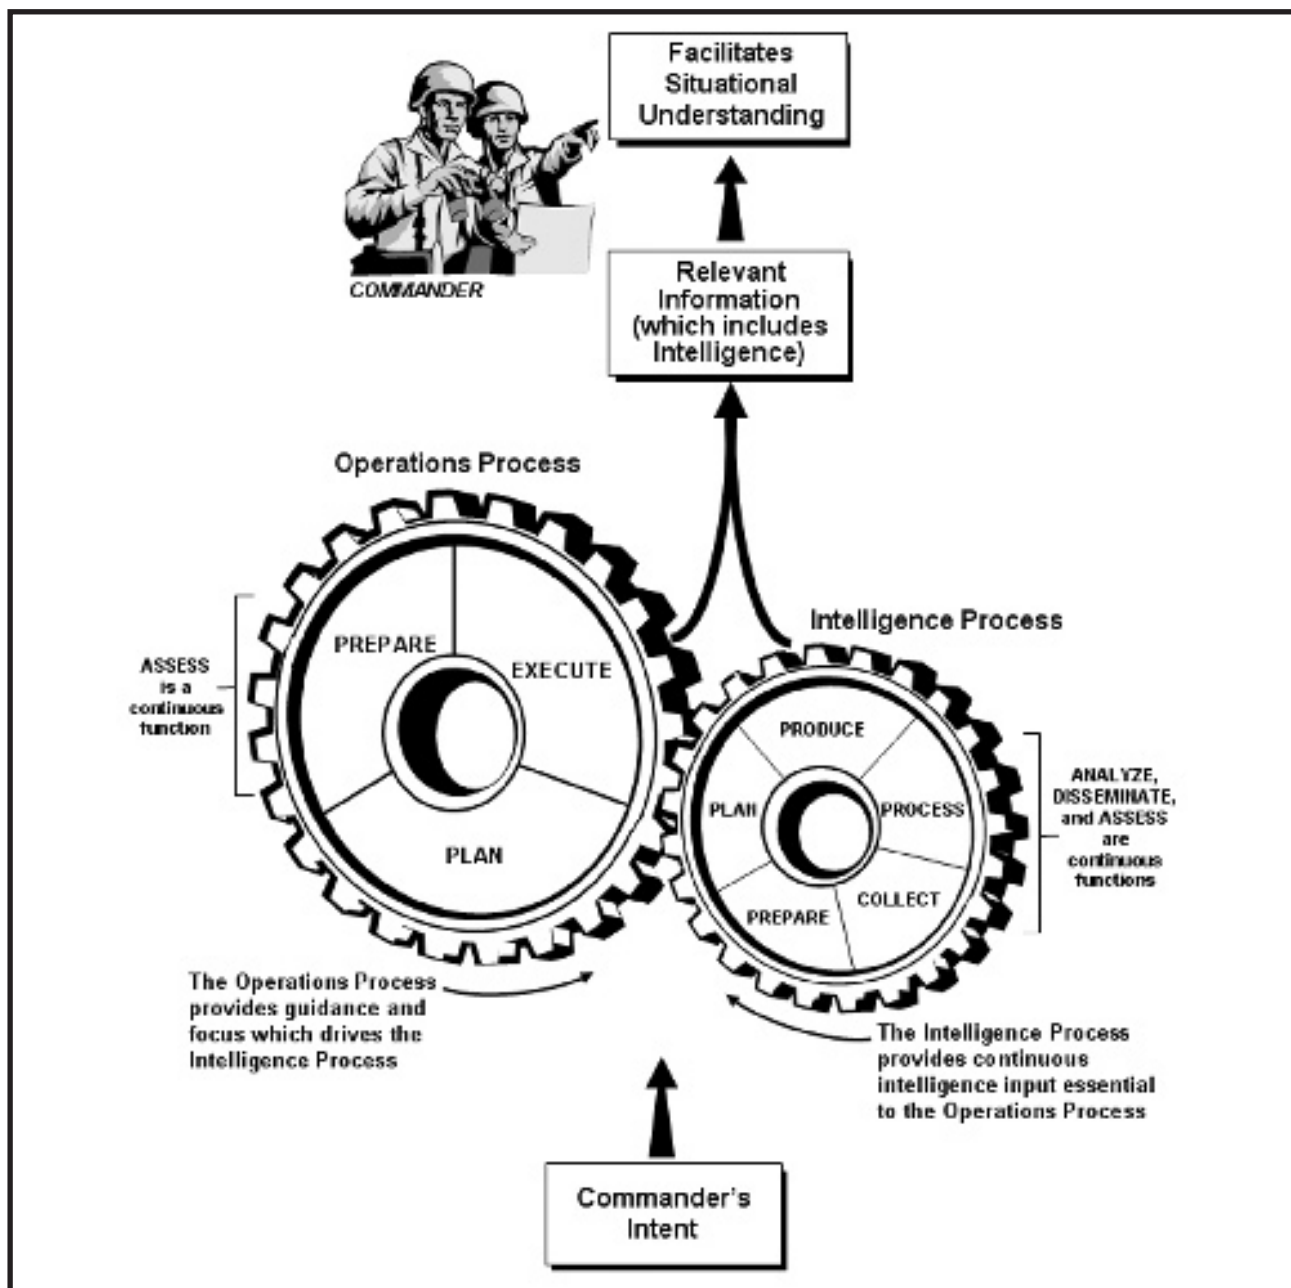 Facilitates
Situational
Understanding
COMMANDER
Relevant
Information
(which includes
Intelligence)
Operations Process
PREPARE
EXECUTE
PLAN
ASSESS
is a
continuous
function
Intelligence Process
PRODUCE
PLAN
PROCESS
PREPARE
COLLECT
ANALYZE,
DISSEMINATE,
and ASSESS
are
continuous
functions
The Operations Process
provides guidance and
focus which drives the
Intelligence Process
The Intelligence Process
provides continuous
intelligence input essential
to the Operations Process
Commander's
Intent